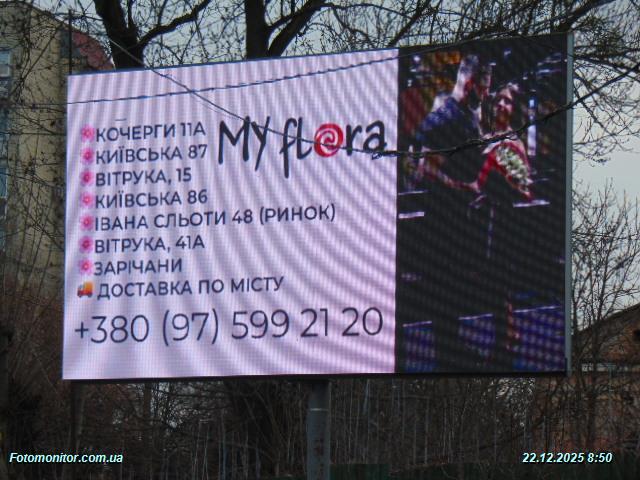 КОЧЕРГИ 11А
MY flora
КИЇВСЬКА 87
ВІТРУКА, 15
КИЇВСЬКА 86
ІВАНА СЛЬОТИ 48 (РИНОК)
ВІТРУКА, 41А
ЗАРІЧАНИ
ДОСТАВКА ПО МІСТУ
+380 (97) 599 21 20
Fotomonitor.com.ua
22.12.2025 8:50